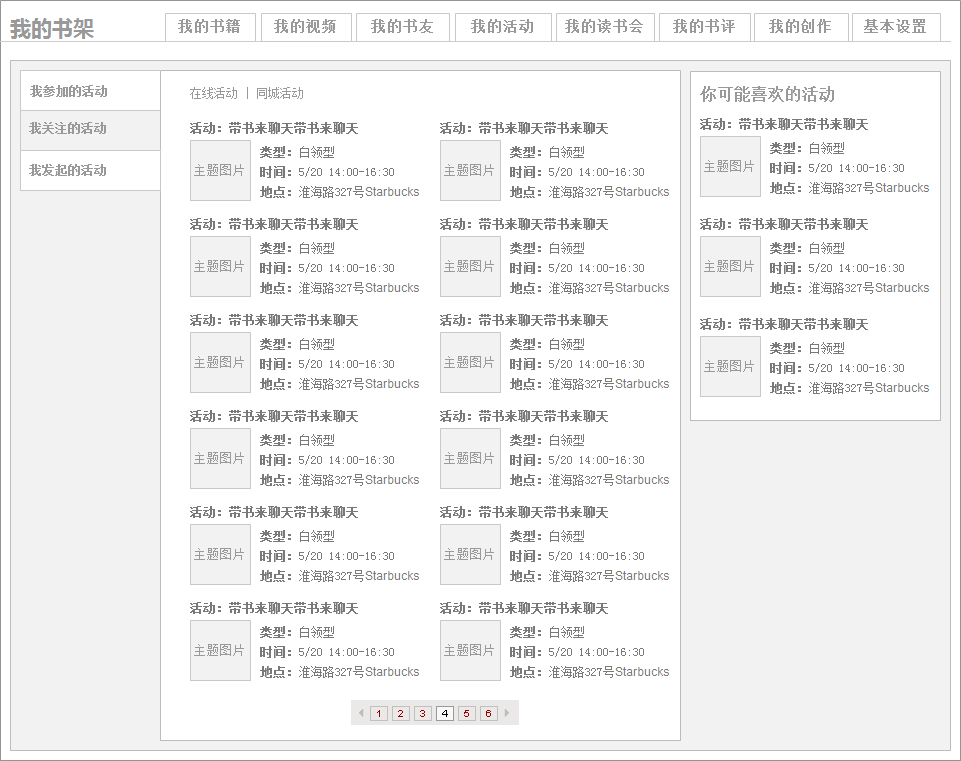 我的书架
我的书籍 我的视频 我的书友 我的活动 我的读书会 我的书评 我的创作 基本设置
我参加的活动
我关注的活动
我发起的活动
在线活动 | 同城活动
活动：带书来聊天带书来聊天
主题图片
类型：白领型
时间：5/20 14:00-16:30
地点：淮海路327号Starbucks
活动：带书来聊天带书来聊天
主题图片
类型：白领型
时间：5/20 14:00-16:30
地点：淮海路327号Starbucks
活动：带书来聊天带书来聊天
主题图片
类型：白领型
时间：5/20 14:00-16:30
地点：淮海路327号Starbucks
活动：带书来聊天带书来聊天
主题图片
类型：白领型
时间：5/20 14:00-16:30
地点：淮海路327号Starbucks
活动：带书来聊天带书来聊天
主题图片
类型：白领型
时间：5/20 14:00-16:30
地点：淮海路327号Starbucks
活动：带书来聊天带书来聊天
主题图片
类型：白领型
时间：5/20 14:00-16:30
地点：淮海路327号Starbucks
活动：带书来聊天带书来聊天
主题图片
类型：白领型
时间：5/20 14:00-16:30
地点：淮海路327号Starbucks
活动：带书来聊天带书来聊天
主题图片
类型：白领型
时间：5/20 14:00-16:30
地点：淮海路327号Starbucks
活动：带书来聊天带书来聊天
主题图片
类型：白领型
时间：5/20 14:00-16:30
地点：淮海路327号Starbucks
活动：带书来聊天带书来聊天
主题图片
类型：白领型
时间：5/20 14:00-16:30
地点：淮海路327号Starbucks
活动：带书来聊天带书来聊天
主题图片
类型：白领型
时间：5/20 14:00-16:30
地点：淮海路327号Starbucks
活动：带书来聊天带书来聊天
主题图片
类型：白领型
时间：5/20 14:00-16:30
地点：淮海路327号Starbucks
1 2 3 4 5 6
你可能喜欢的活动
活动：带书来聊天带书来聊天
主题图片
类型：白领型
时间：5/20 14:00-16:30
地点：淮海路327号Starbucks
活动：带书来聊天带书来聊天
主题图片
类型：白领型
时间：5/20 14:00-16:30
地点：淮海路327号Starbucks
活动：带书来聊天带书来聊天
主题图片
类型：白领型
时间：5/20 14:00-16:30
地点：淮海路327号Starbucks